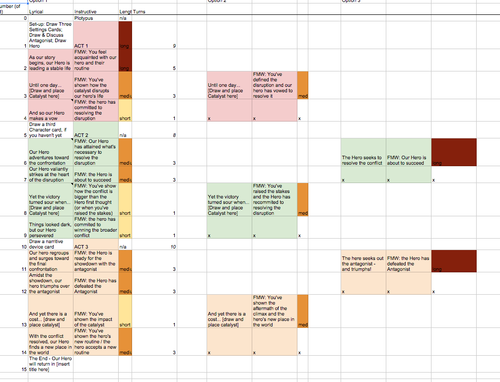 Option 1 Option 2 Option 3
number (of
Lyrical Instructive Lengt Turns
0 Plotypus n/a
Set-up: Draw Three
Settings Cards;
Draw & Discuss
Antagonist, Draw
1 Hero ACT 1 long 3
As our story
begins, our Hero is
2 leading a stable life
FMW: You feel
acquainted with our
hero and their
routine
long 5
Until one day...
[Draw and place
3 Catalyst here]
FMW: You've
shown how the
catalyst disrupts
our hero's life
medi 3
And so our Hero
4 makes a vow
FMW: the hero has
committed to
resolving the
disruption
short 1
Until one day...
[Draw and place
Catalyst here]
FMW: You've
defined the
disruption and our
hero has vowed to
resolve it
med
x x x
Draw a third
Character card, if
5 you haven't yet ACT 2 n/a 8
Our Hero
adventures toward
6 the confrontation
FMW: Our Hero
has attained what's
necessary to
resolve the
disruption
medi 3
The Hero seeks to
resolve the conflict
FMW: Our Hero is
about to succeed
long
Our Hero valiantly
strikes at the heart
7 of the disruption
FMW: the Hero is
about to succeed
medi 3
x x x
Yet the victory
turned sour when...
[Draw and place
8 Catalyst here]
FMW: You've show
how the conflict is
bigger than the
Hero first thought
(or when you've
raised the stakes)
short 1
Yet the victory
turned sour when...
[Draw and place
Catalyst here]
FMW: You've
raised the stakes
and the Hero has
recommitted to
resolving the
disruption
med
Things looked dark,
but our Hero
9 persevered
FMW: the hero has
committed to
winning the broader
conflict
short 1
x x x
Draw a narritive
10 device card ACT 3 n/a 10
Our hero regroups
and surges toward
the final
11 confrontation
FMW: the Hero is
ready for the
showdown with the
antagonist
medi 3
The here seeks out
the antagonist -
and triumphs!
FMW: the Hero has
defeated the
Antagonist
long
Amidst the
showdown, our
hero triumphs over
12 the antagonist
FMW: the Hero has
defeated the
Antagonist
medi 3
x x x
And yet there is a
cost... [draw and
13 place catalyst]
FMW: You've
shown the impact
of the catalyst
short 1
And yet there is a
cost... [draw and
place catalyst]
FMW: You've
shown the
aftermath of the
climax and the
hero's new place in
the world
med
With the conflict
resolved, our Hero
finds a new place in
14 the world
FMW: You've
shown the hero's
new routine / the
hero accepts a new
routine
medi 3
x x x
The End - Our Hero
will return in [insert
15 title here]